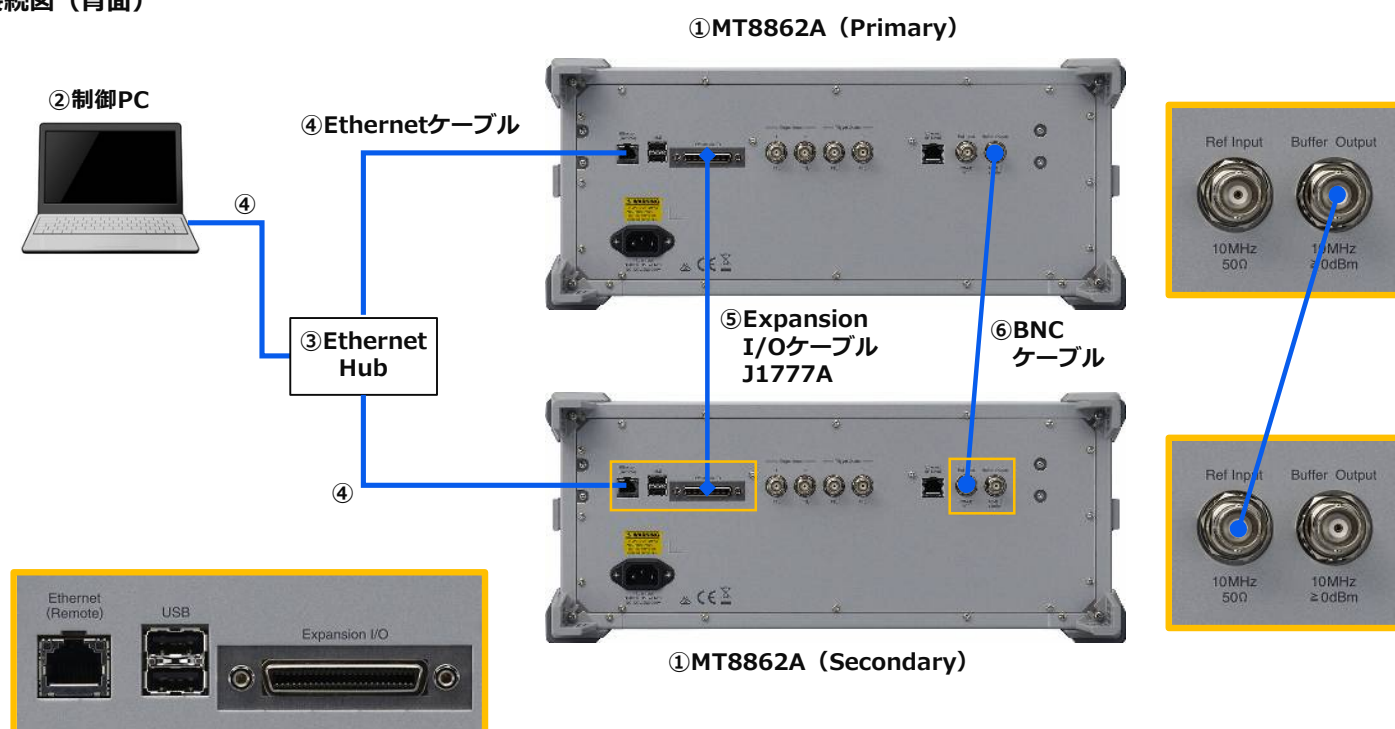 続図（背面）
①MT8862A（Primary）
②制御PC
④Ethernetケーブル
④
③Ethernet
Hub
④
⑤Expansion
I/Oケーブル
J1777A
⑥BNC
ケーブル
①MT8862A（Secondary）
Ref Input
Buffer Output
10MHz
50Ω
10MHz
≧0dBm
Ref Input
Buffer Output
10MHz
50Ω
10MHz
≧0dBm
Ethernet
(Remote)
USB
Expansion I/O
WARNING
WARNING